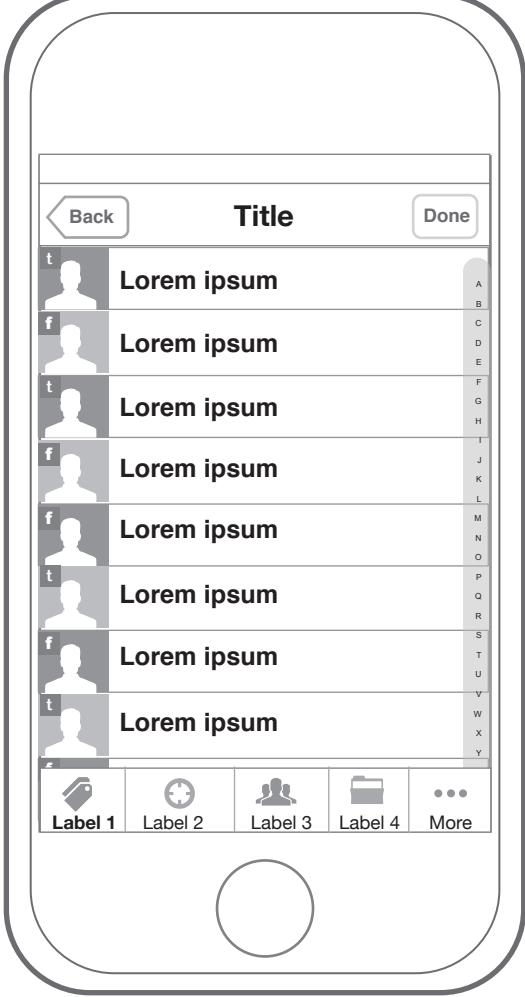 Back Title Done
t
Lorem ipsum
f
Lorem ipsum
t
Lorem ipsum
f
Lorem ipsum
f
Lorem ipsum
t
Lorem ipsum
f
Lorem ipsum
t
Lorem ipsum
f
A
B
C
D
E
F
G
H
I
J
K
L
M
N
O
P
Q
R
S
T
U
V
W
X
Y
Label 1 Label 2 Label 3 Label 4 More